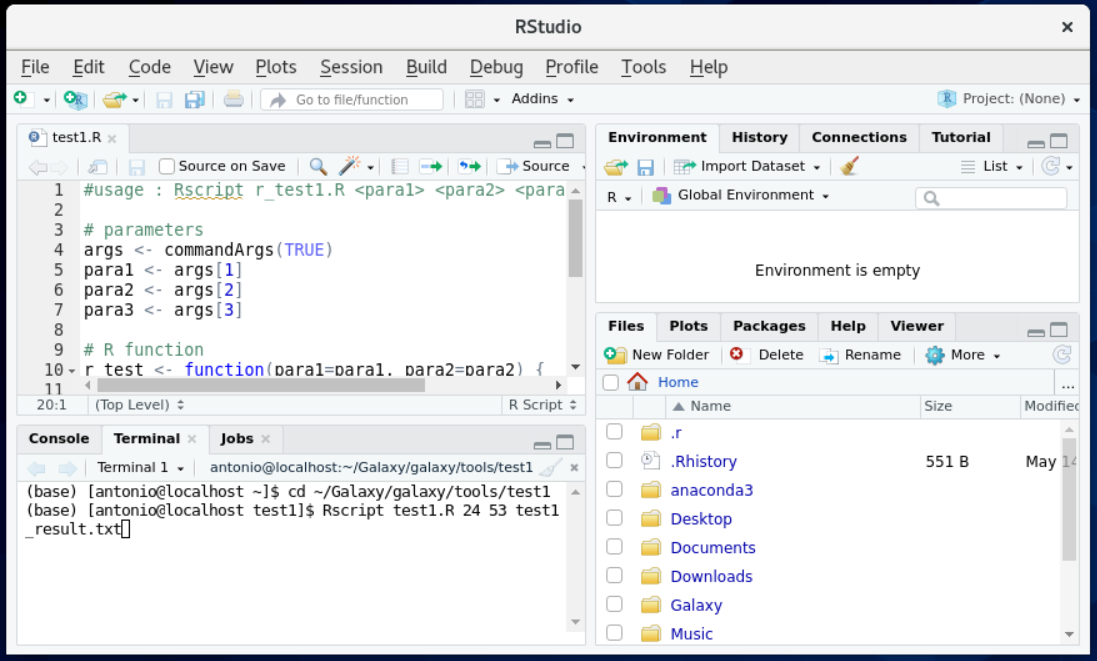 RStudio
File Edit Code View Plots Session Build Debug Profile Tools Help
Go to file/function Addins Project: (None)
test1.R
Source on Save Source
1 #usage : Rscript r_test1.R <para1> <para2> <para
2
3 # parameters
4 args <- commandArgs(TRUE)
5 para1 <- args[1]
6 para2 <- args[2]
7 para3 <- args[3]
8
9 # R function
10 r_test <- function(para1=para1, para2=para2) {
11
20:1 (Top Level) R Script
Console Terminal Jobs
Terminal 1 antonio@localhost:~/Galaxy/galaxy/tools/test1
(base) [antonio@localhost ~]$ cd ~/Galaxy/galaxy/tools/test1
(base) [antonio@localhost test1]$ Rscript test1.R 24 53 test1
_result.txt
Environment History Connections Tutorial
Import Dataset List
R Global Environment
Environment is empty
Files Plots Packages Help Viewer
New Folder Delete Rename More
Home ...
Name Size Modified
.r
.Rhistory 551 B May 14
anaconda3
Desktop
Documents
Downloads
Galaxy
Music